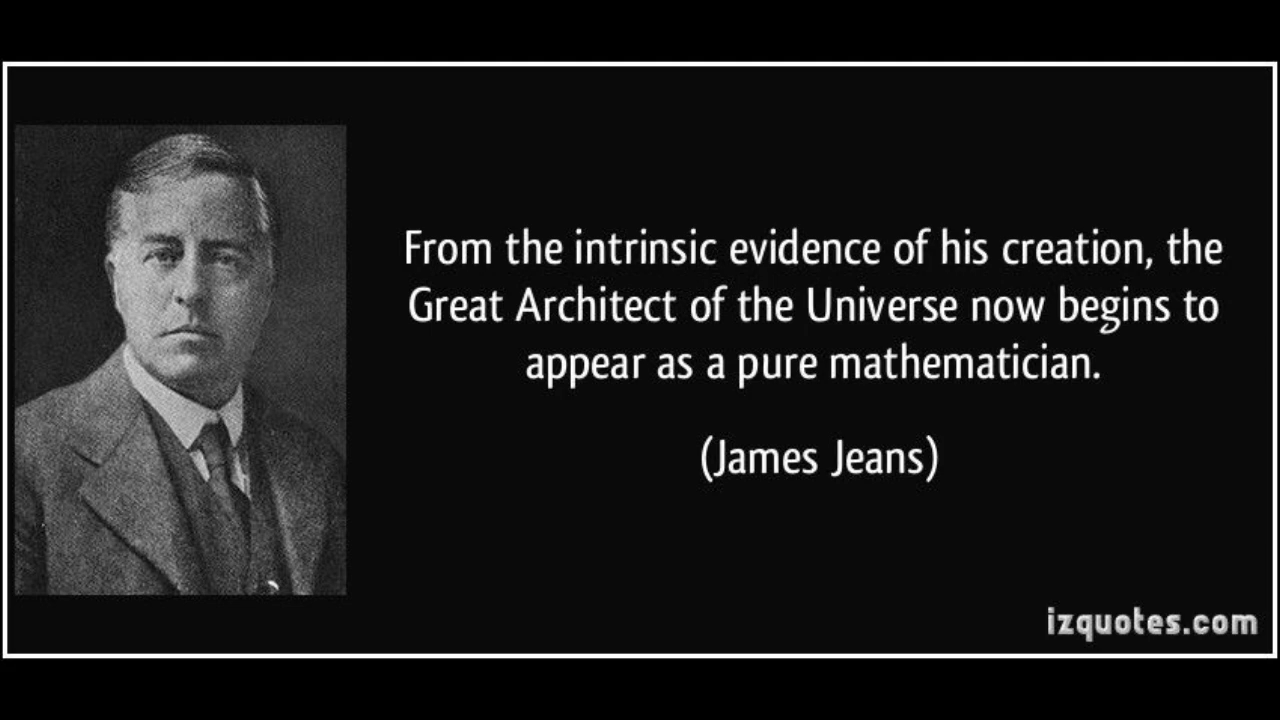 From the intrinsic evidence of his creation, the
Great Architect of the Universe now begins to
appear as a pure mathematician.
(James Jeans)
izquotes.com